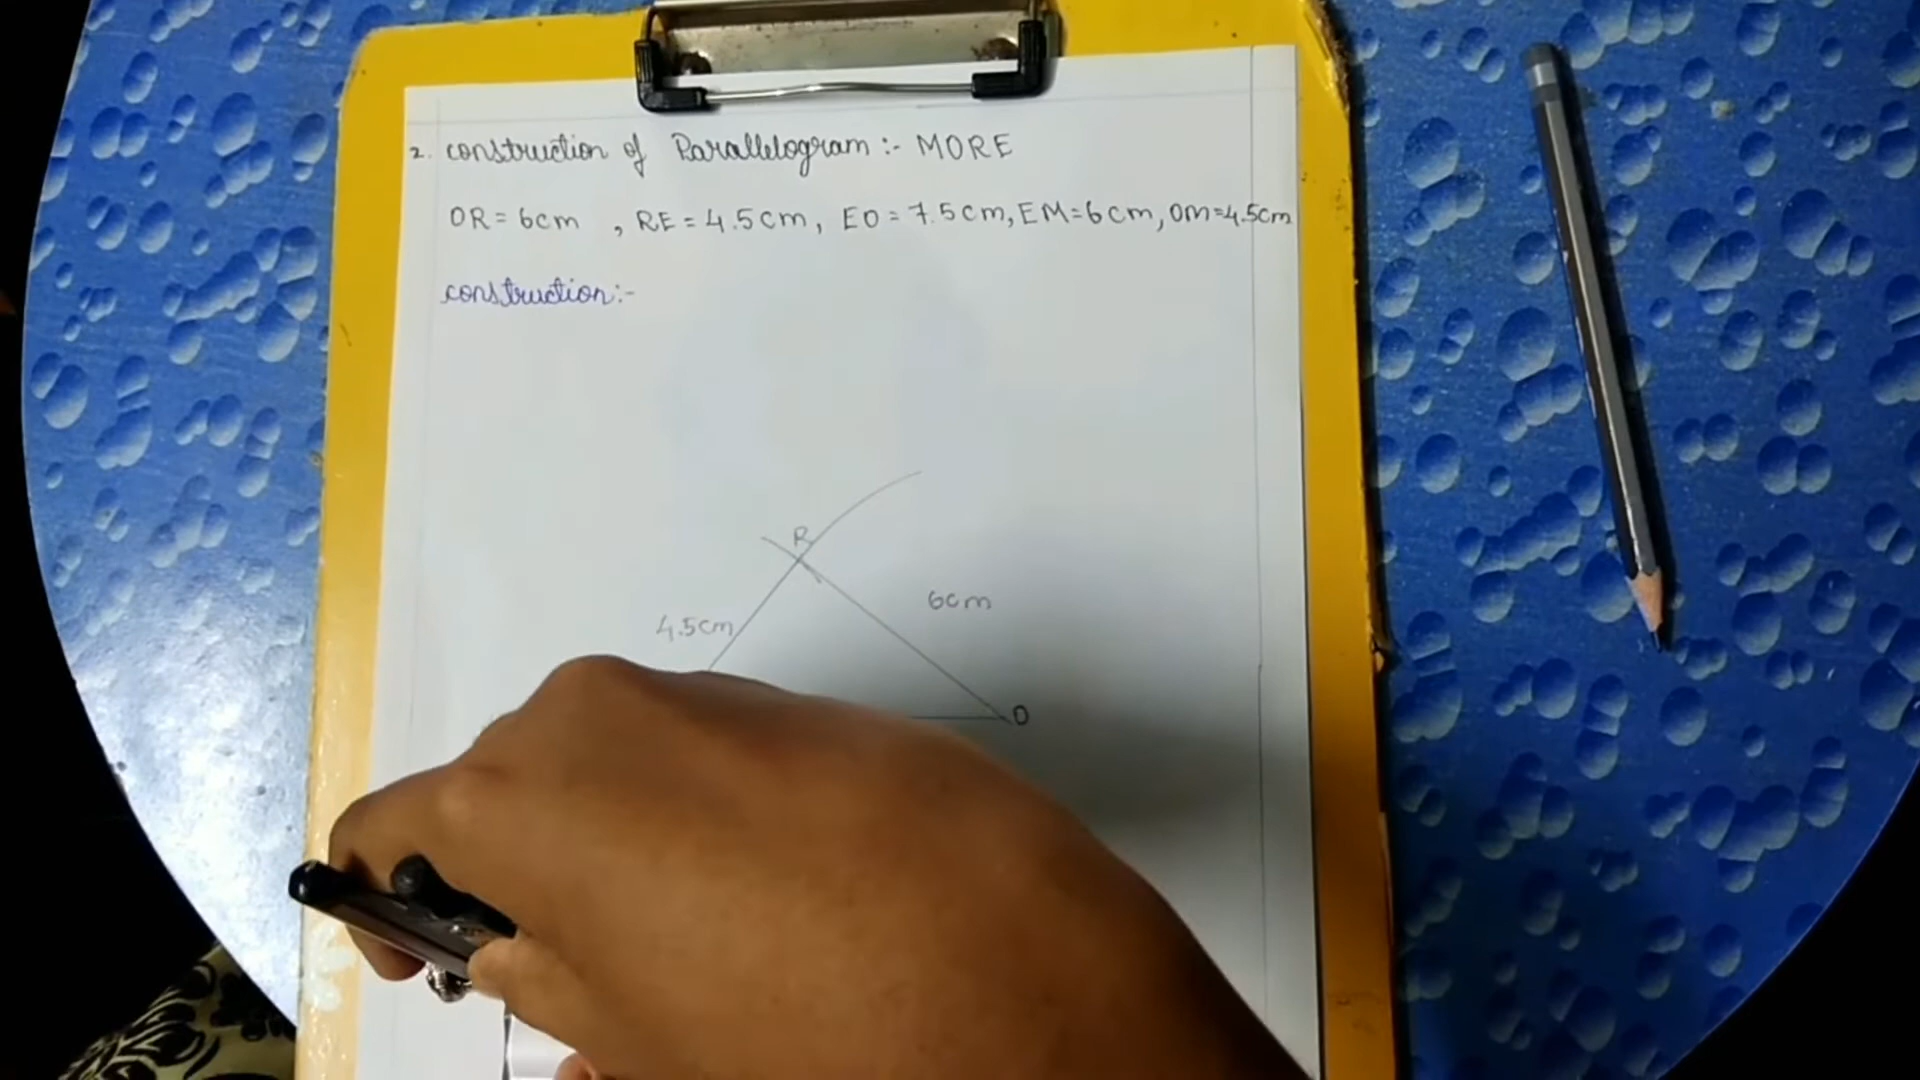 2. construction of Parallelogram :- MORE
OR = 6cm , RE = 4.5cm, EO = 7.5cm, EM=6cm, OM=4.5cm
construction:-
R
6cm
4.5cm
O